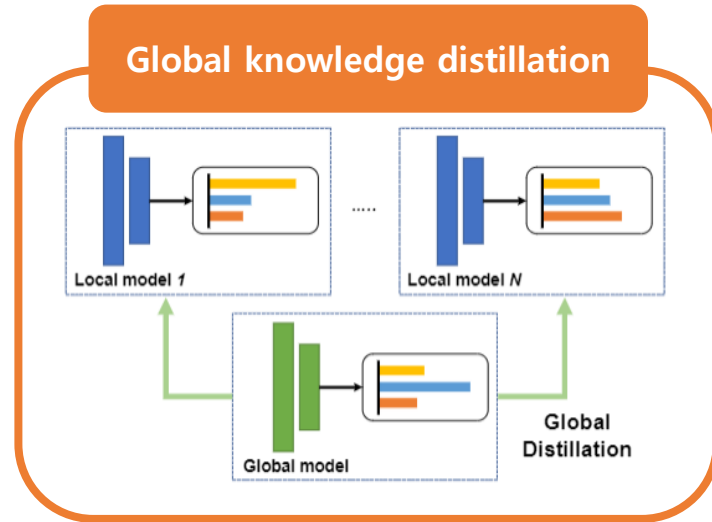 Global knowledge distillation
Local model 1
.....
Local model N
Global model
Global
Distillation